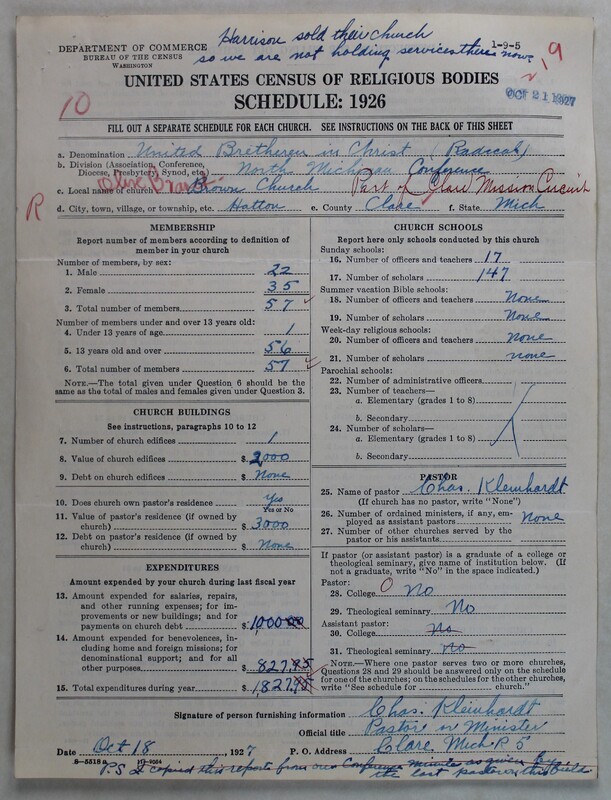 Harrison sold their church
so we are not holding services there now.
1-9-5
9
DEPARTMENT OF COMMERCE
BUREAU OF THE CENSUS
WASHINGTON
UNITED STATES CENSUS OF RELIGIOUS BODIES
OCT 21 1927
10
SCHEDULE: 1926
FILL OUT A SEPARATE SCHEDULE FOR EACH CHURCH. SEE INSTRUCTIONS ON THE BACK OF THIS SHEET
a. Denomination United Bretheren in Christ (Radical)
b. Division (Association, Conference, Diocese, Presbytery, Synod, etc.) North Michigan Conference
c. Local name of church Brown Church Part of Clare Mission Circuit
Olive Branch
R
d. City, town, village, or township, etc. Hatton e. County Clare f. State Mich
MEMBERSHIP
Report number of members according to definition of
member in your church
Number of members, by sex:
1. Male 22
2. Female 35
3. Total number of members 57
Number of members under and over 13 years old:
4. Under 13 years of age 1
5. 13 years old and over 56
6. Total number of members 57
NOTE.—The total given under Question 6 should be the
same as the total of males and females given under Question 3.
CHURCH BUILDINGS
See instructions, paragraphs 10 to 12
7. Number of church edifices 1
8. Value of church edifices $ 2000
9. Debt on church edifices $ None
10. Does church own pastor's residence? Yes
Yes or No
11. Value of pastor's residence (if owned by
church) $ 3000
12. Debt on pastor's residence (if owned by
church) $ None
EXPENDITURES
Amount expended by your church during last fiscal year
13. Amount expended for salaries, repairs,
and other running expenses; for im-
provements or new buildings; and for
payments on church debt $ 1,000.00
14. Amount expended for benevolences,
including home and foreign missions; for
denominational support; and for all
other purposes $ 827.95
15. Total expenditures during year $ 1,827.95
CHURCH SCHOOLS
Report here only schools conducted by this church
Sunday schools:
16. Number of officers and teachers 17
17. Number of scholars 147
Summer vacation Bible schools:
18. Number of officers and teachers None
19. Number of scholars None
Week-day religious schools:
20. Number of officers and teachers None
21. Number of scholars none
Parochial schools:
22. Number of administrative officers
23. Number of teachers—
a. Elementary (grades 1 to 8)
b. Secondary
24. Number of scholars—
a. Elementary (grades 1 to 8)
b. Secondary
PASTOR
25. Name of pastor Chas. Kleinhardt
(If church has no pastor, write "None")
26. Number of ordained ministers, if any, em-
ployed as assistant pastors None
27. Number of other churches served by the
pastor or his assistants
If pastor (or assistant pastor) is a graduate of a college or
theological seminary, give name of institution below. (If
not a graduate, write "No" in the space indicated.)
Pastor:
28. College O No
29. Theological seminary No
Assistant pastor:
30. College No
31. Theological seminary no
NOTE.—Where one pastor serves two or more churches,
Questions 28 and 29 should be answered only on the schedule
for one of the churches; on the schedules for the other churches,
write "See schedule for church."
Signature of person furnishing information Chas. Kleinhardt
Official title Pastor or Minister
Date Oct 18, 1927 P. O. Address Clare, Mich R 5
8—5518 a 11—9024
P.S I copied this reports from our Conference minutes as given by
the last pastor on this field